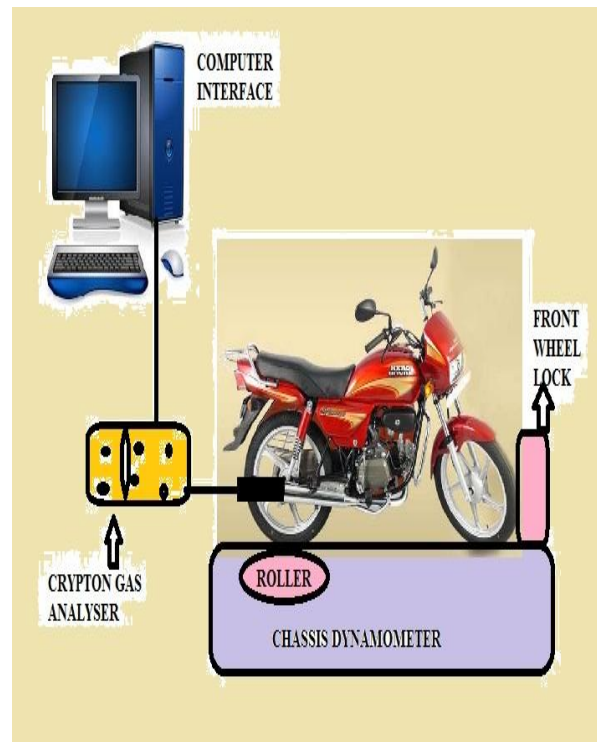 COMPUTER
INTERFACE
FRONT
WHEEL
LOCK
CRYPTON GAS
ANALYSER
ROLLER
CHASSIS DYNAMOMETER